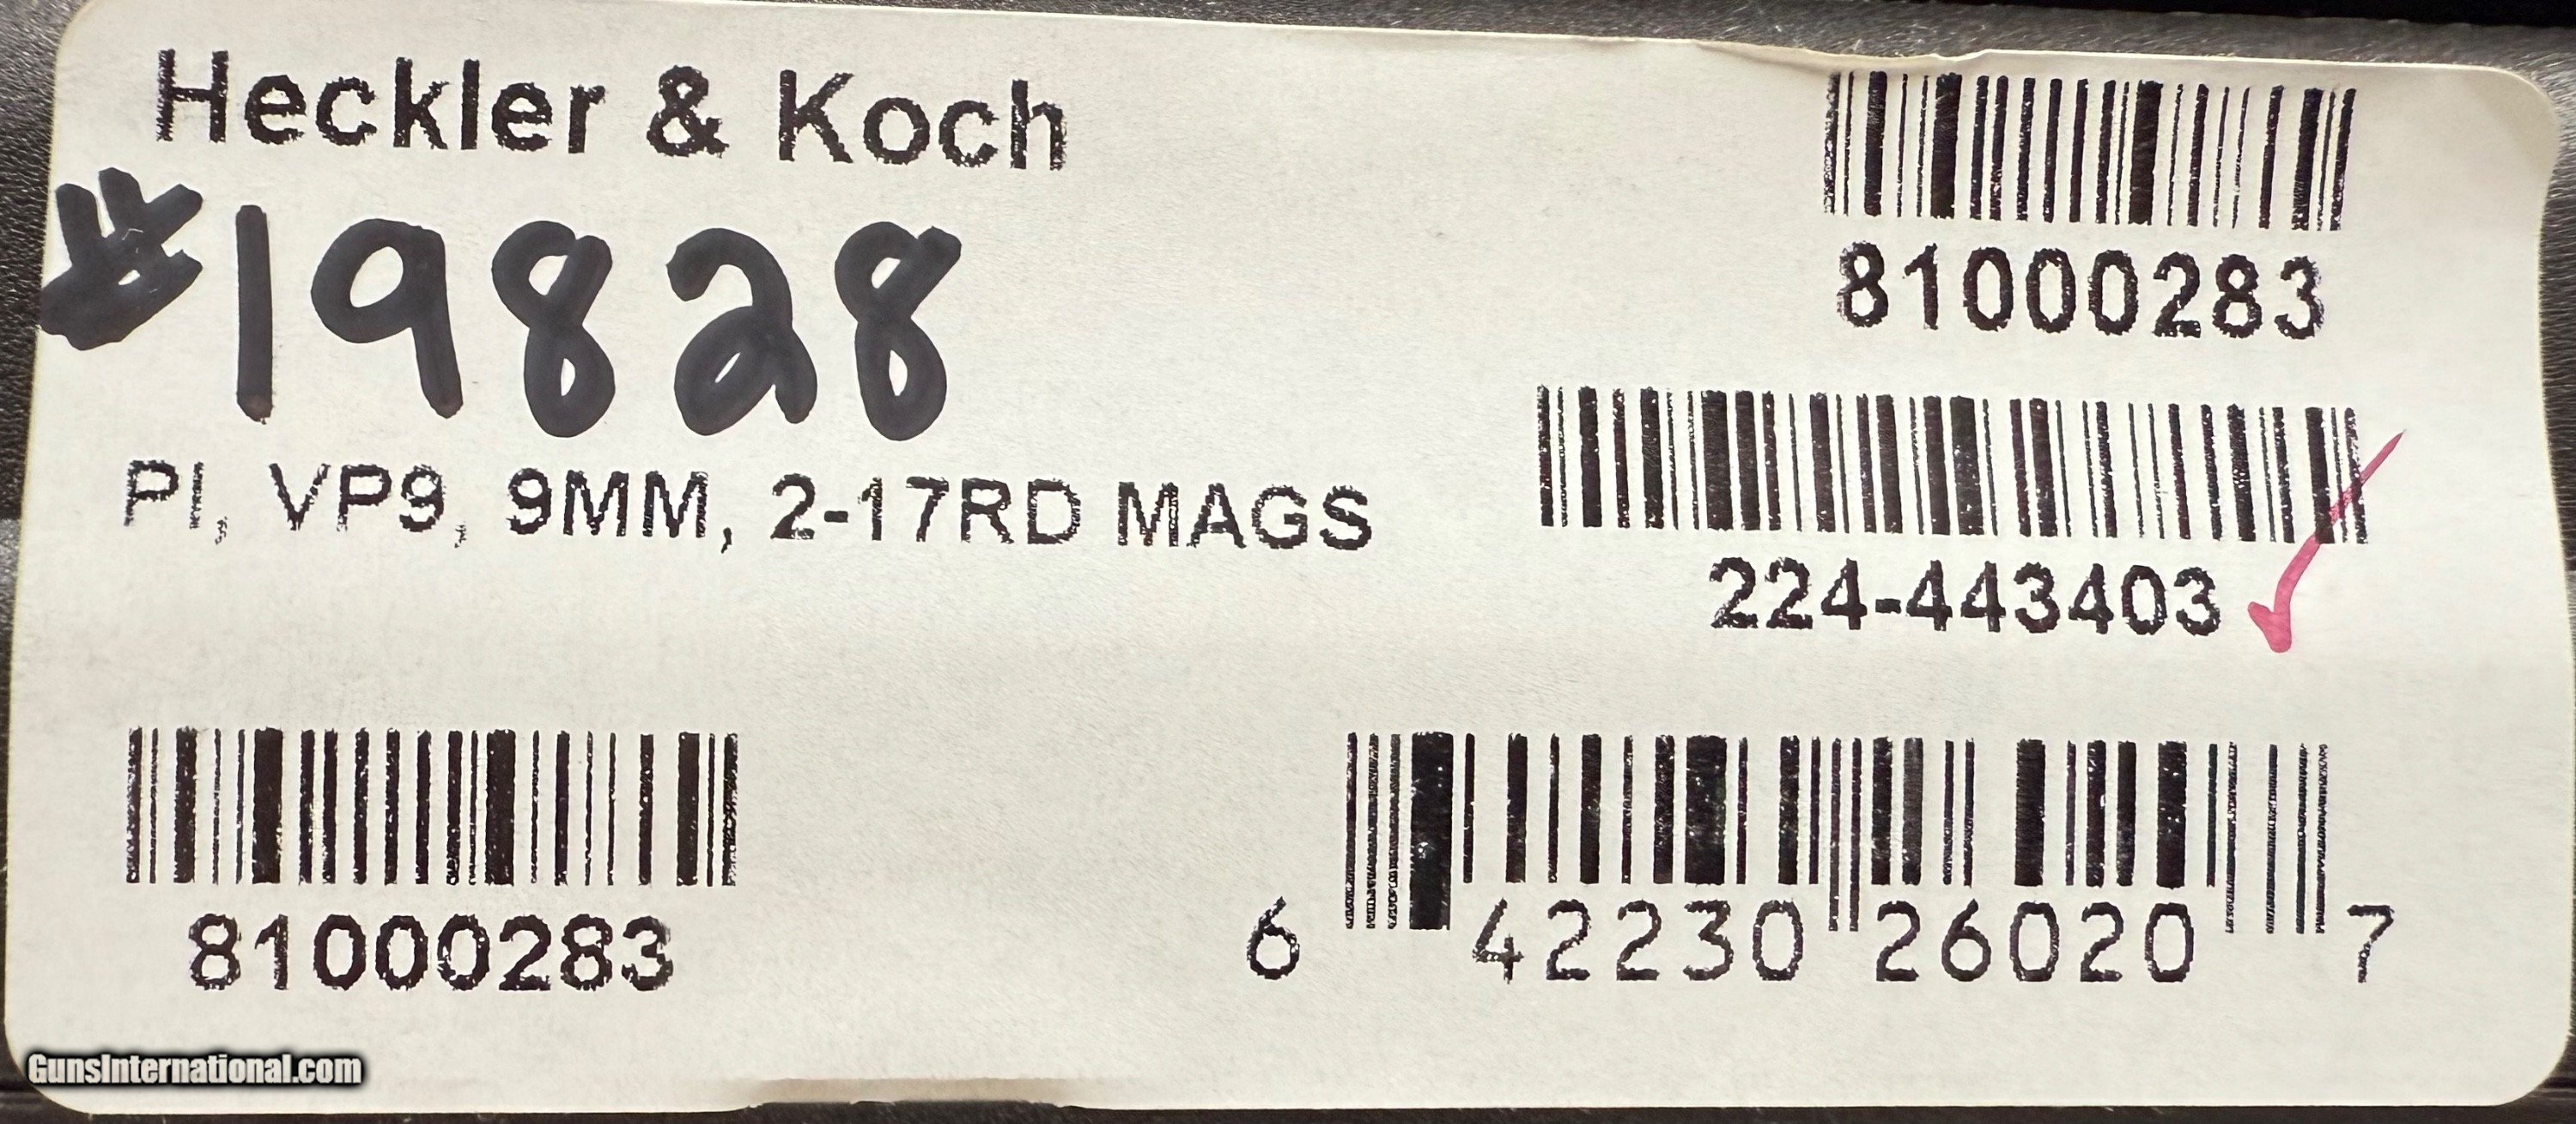 Heckler & Koch
81000283
#19828
PI, VP9, 9MM, 2-17RD MAGS
224-443403
81000283
6 42230 26020 7
GunsInternational.com